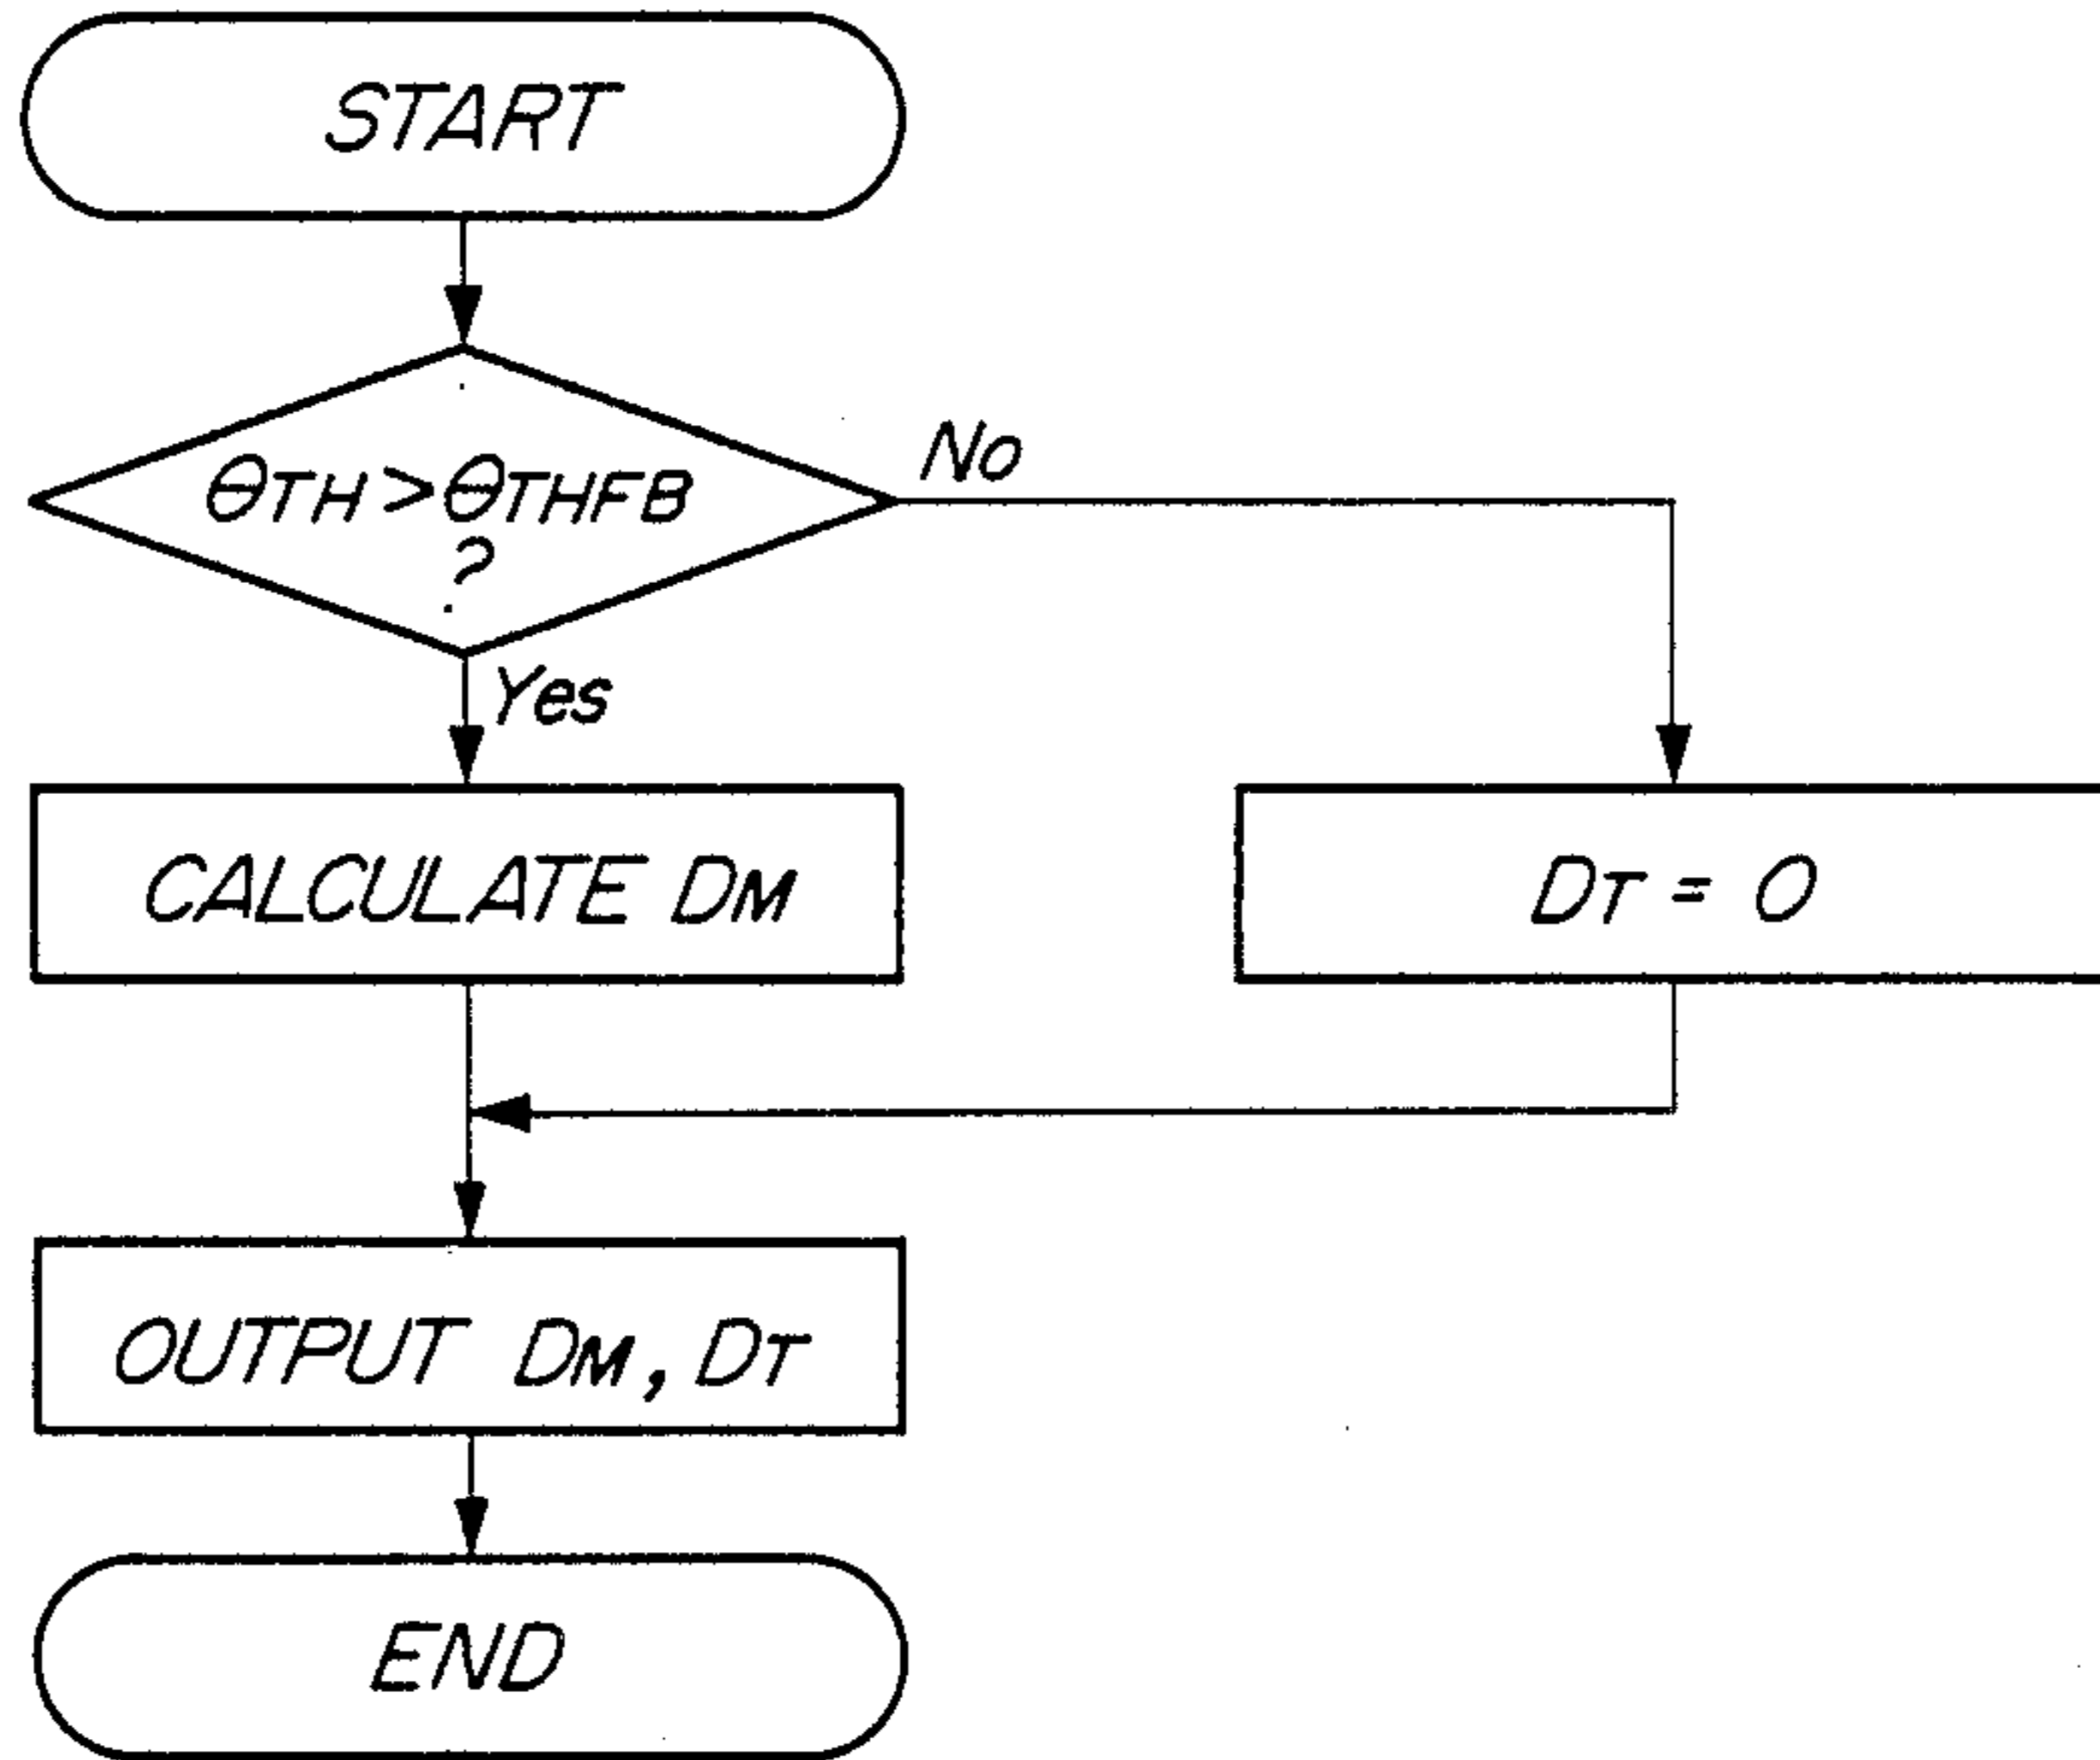 START
θTH>θTHFB
?
No
Yes
CALCULATE DM
DT = 0
OUTPUT DM, DT
END